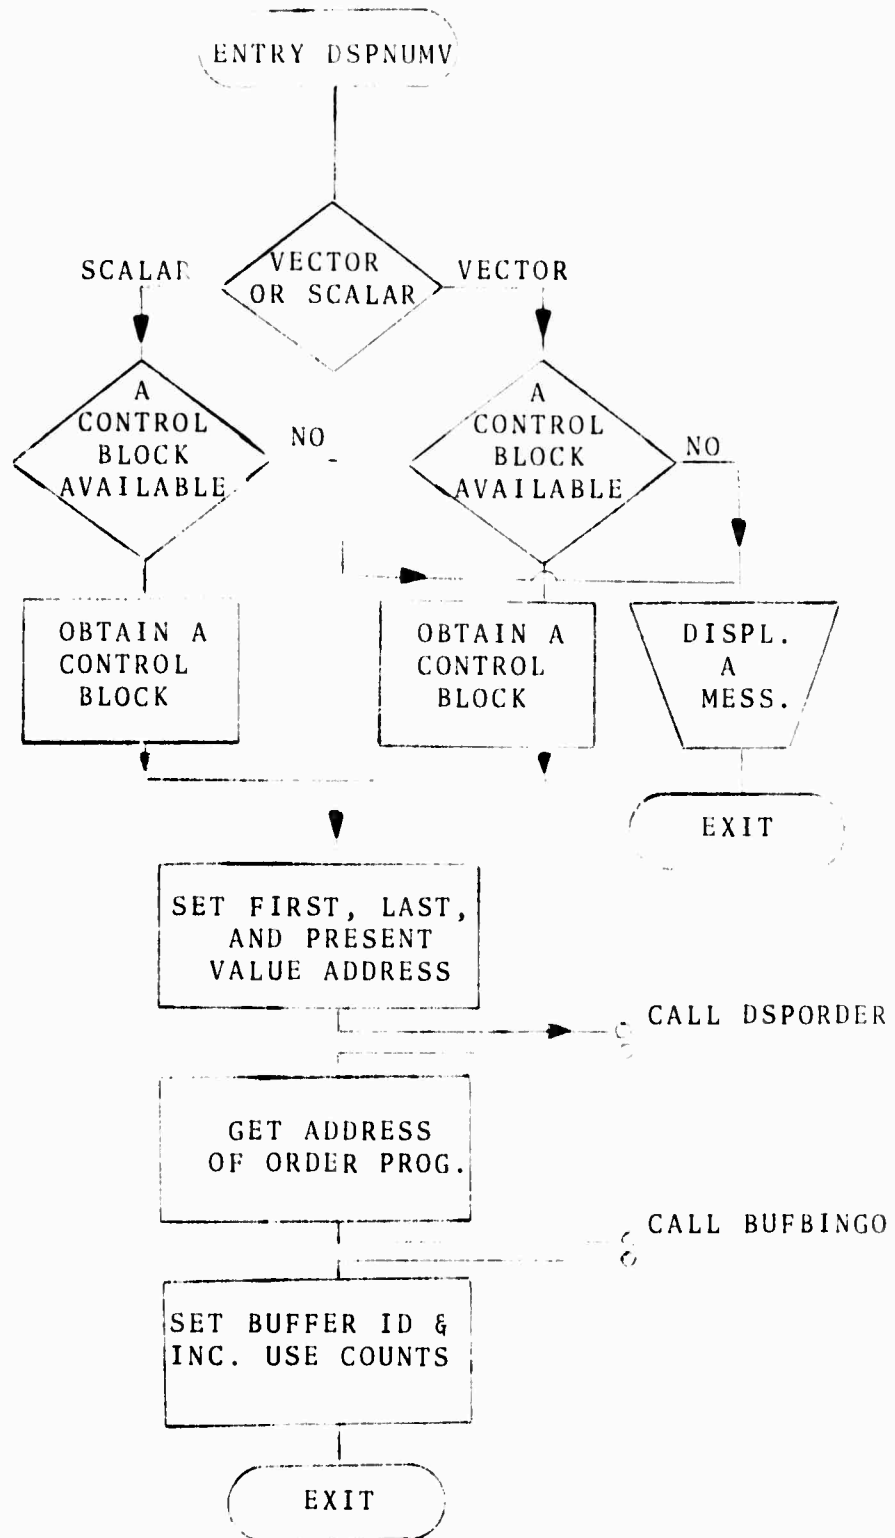 ENTRY DSPNUMV
VECTOR
OR SCALAR
SCALAR
VECTOR
A
CONTROL
BLOCK
AVAILABLE
NO
A
CONTROL
BLOCK
AVAILABLE
NO
OBTAIN A
CONTROL
BLOCK
OBTAIN A
CONTROL
BLOCK
DISPL.
A
MESS.
EXIT
SET FIRST, LAST,
AND PRESENT
VALUE ADDRESS
CALL DSPORDER
GET ADDRESS
OF ORDER PROG.
CALL BUFBINGO
SET BUFFER ID &
INC. USE COUNTS
EXIT